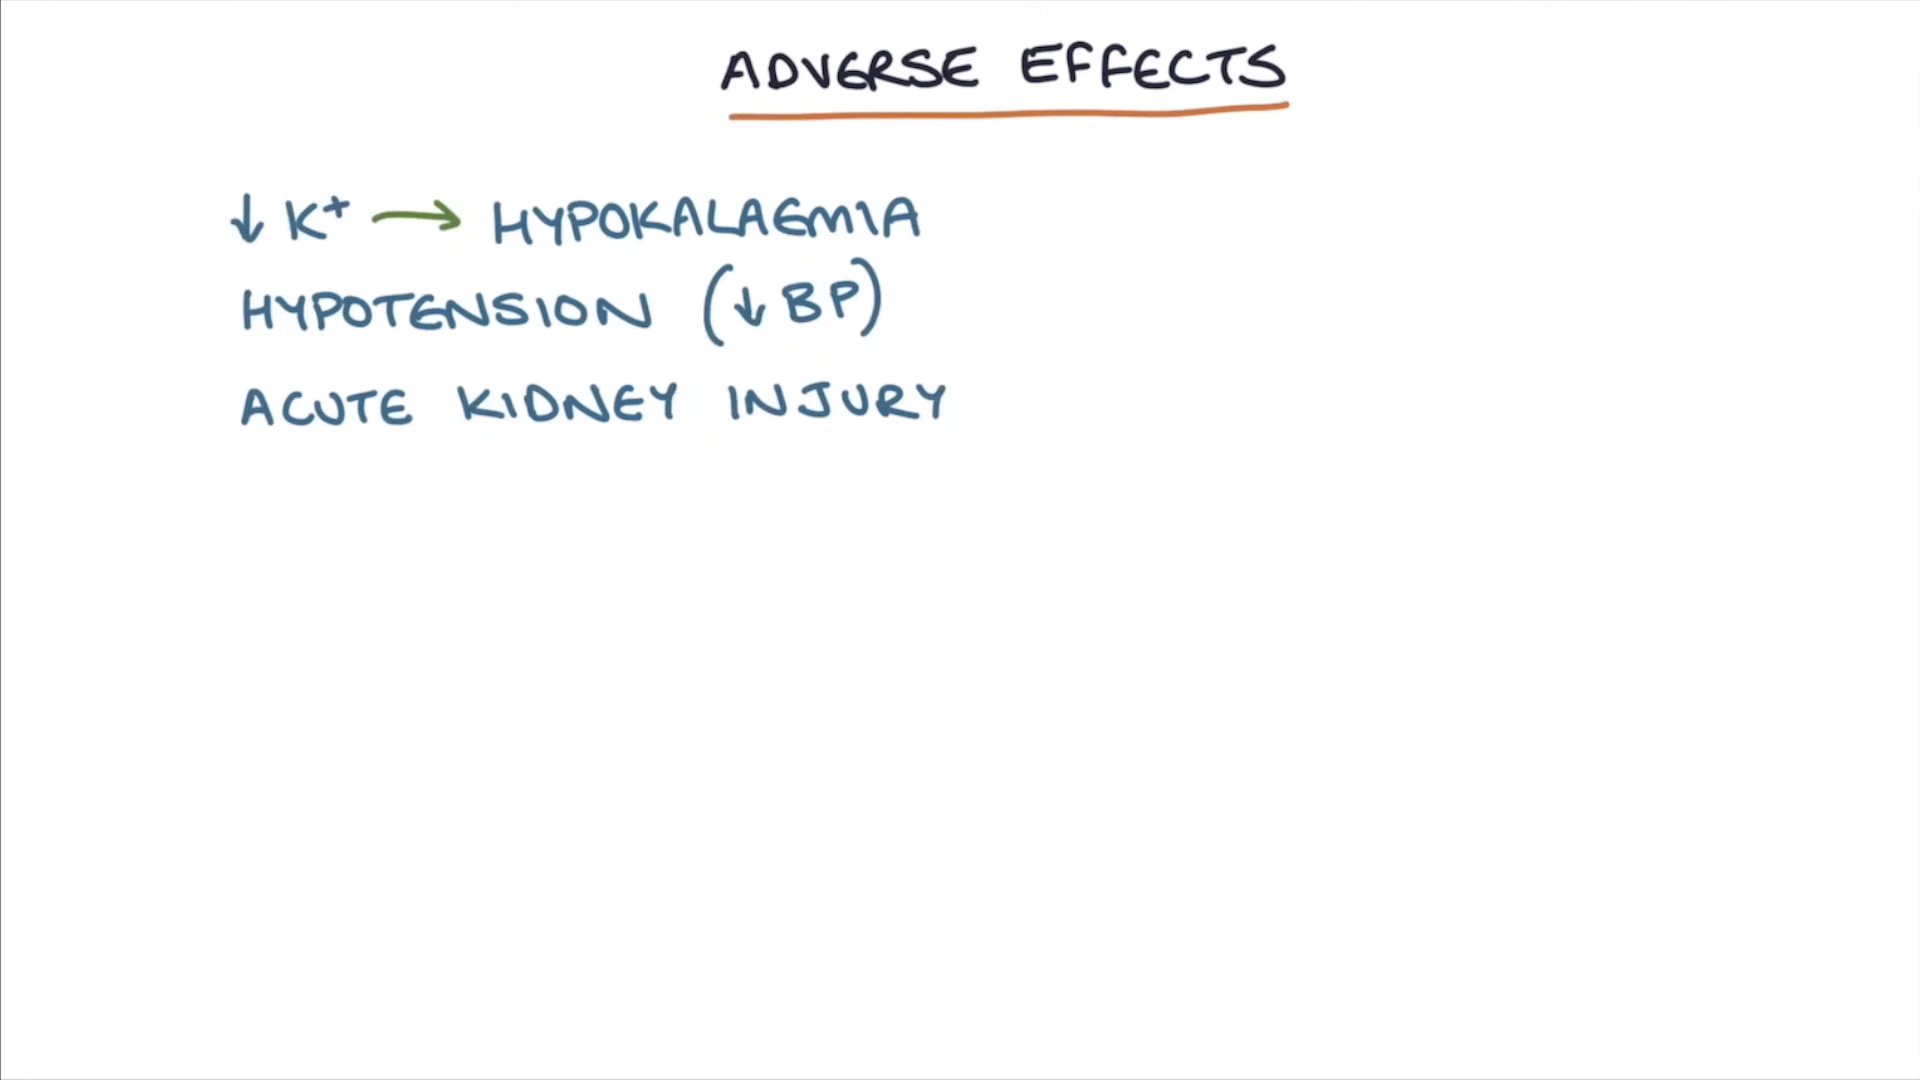 ADVERSE EFFECTS
↓ K⁺ → HYPOKALAEMIA
HYPOTENSION (↓ BP)
ACUTE KIDNEY INJURY